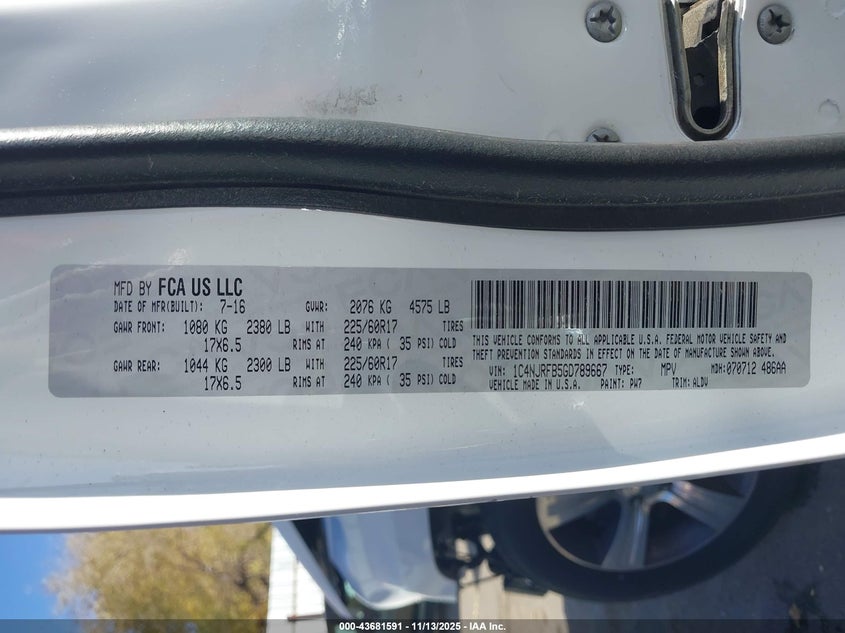 MFD BY FCA US LLC
DATE OF MFR(BUILT): 7-16 GVWR: 2076 KG 4575 LB
GAWR FRONT: 1080 KG 2380 LB WITH 225/60R17 TIRES
17X6.5 RIMS AT 240 KPA ( 35 PSI) COLD
GAWR REAR: 1044 KG 2300 LB WITH 225/60R17 TIRES
17X6.5 RIMS AT 240 KPA ( 35 PSI) COLD
THIS VEHICLE CONFORMS TO ALL APPLICABLE U.S.A. FEDERAL MOTOR VEHICLE SAFETY AND
THEFT PREVENTION STANDARDS IN EFFECT ON THE DATE OF MANUFACTURE SHOWN ABOVE.
VIN: 1C4NJRFB5GD789667 TYPE: MPV MDH: 070712 486AA
VEHICLE MADE IN U.S.A. PAINT: PW7 TRIM: ALDV
000-43681591 - 11/13/2025 - IAA Inc.